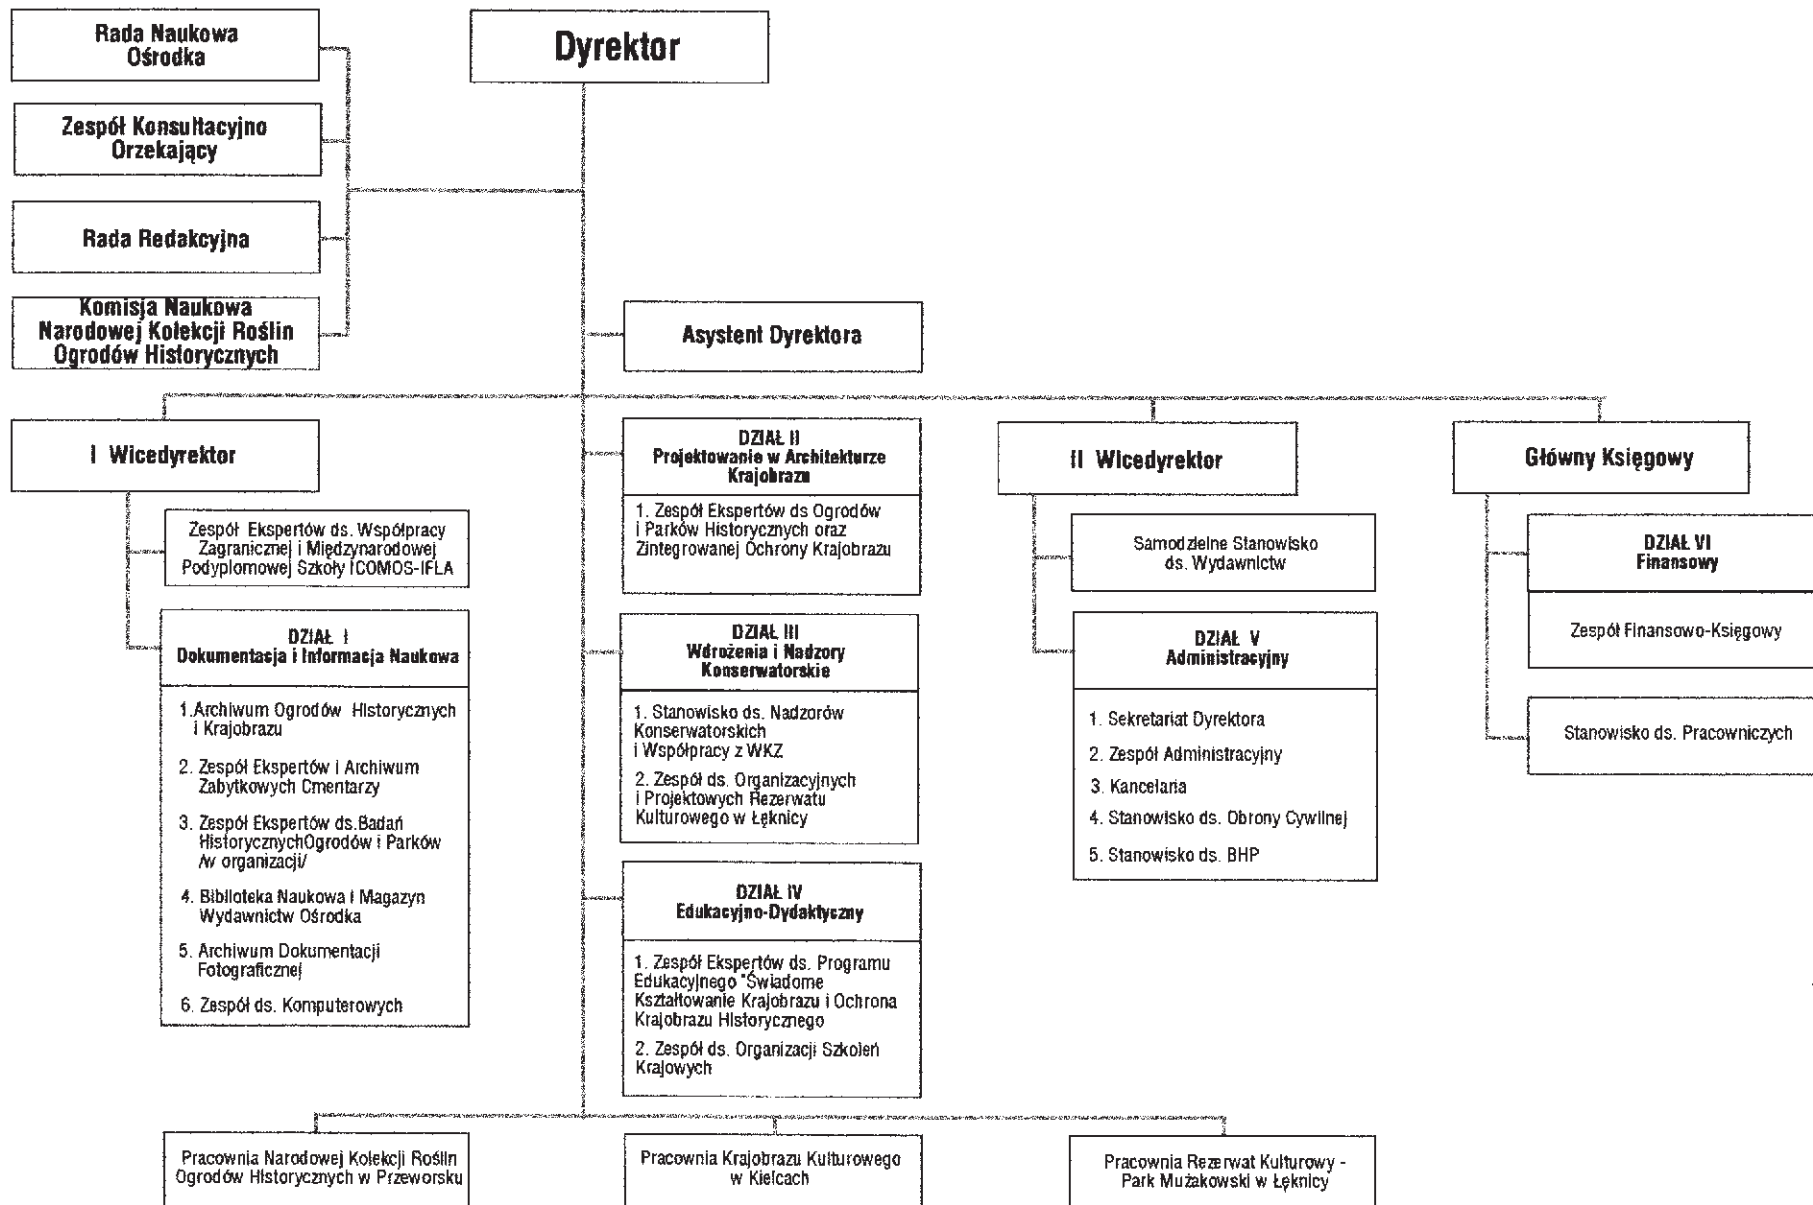 Rada Naukowa
Ośrodka
Dyrektor
Zespół Konsultacyjno
Orzekający
Rada Redakcyjna
Komisja Naukowa
Narodowej Kolekcji Roślin
Ogrodów Historycznych
Asystent Dyrektora
I Wicedyrektor
Zespół Ekspertów ds. Współpracy
Zagranicznej i Międzynarodowej
Podyplomowej Szkoły ICOMOS-IFLA
DZIAŁ I
Dokumentacja i Informacja Naukowa
1.Archiwum Ogrodów Historycznych
i Krajobrazu
2. Zespół Ekspertów i Archiwum
Zabytkowych Cmentarzy
3. Zespół Ekspertów ds.Badań
HistorycznychOgrodów i Parków
/w organizacji/
4. Biblioteka Naukowa i Magazyn
Wydawnictw Ośrodka
5. Archiwum Dokumentacji
Fotograficznej
6. Zespół ds. Komputerowych
DZIAŁ II
Projektowanie w Architekturze
Krajobrazu
1. Zespół Ekspertów ds Ogrodów
i Parków Historycznych oraz
Zintegrowanej Ochrony Krajobrazu
DZIAŁ III
Wdrożenia i Nadzory
Konserwatorskie
1. Stanowisko ds. Nadzorów
Konserwatorskich
i Współpracy z WKZ
2. Zespół ds. Organizacyjnych
i Projektowych Rezerwatu
Kulturowego w Łęknicy
DZIAŁ IV
Edukacyjno-Dydaktyczny
1. Zespół Ekspertów ds. Programu
Edukacyjnego "Świadome
Kształtowanie Krajobrazu i Ochrona
Krajobrazu Historycznego
2. Zespół ds. Organizacji Szkoleń
Krajowych
II Wicedyrektor
Samodzielne Stanowisko
ds. Wydawnictw
DZIAŁ V
Administracyjny
1. Sekretariat Dyrektora
2. Zespół Administracyjny
3. Kancelaria
4. Stanowisko ds. Obrony Cywilnej
5. Stanowisko ds. BHP
Główny Księgowy
DZIAŁ VI
Finansowy
Zespół Finansowo-Księgowy
Stanowisko ds. Pracowniczych
Pracownia Narodowej Kolekcji Roślin
Ogrodów Historycznych w Przeworsku
Pracownia Krajobrazu Kulturowego
w Kielcach
Pracownia Rezerwat Kulturowy -
Park Mużakowski w Łęknicy